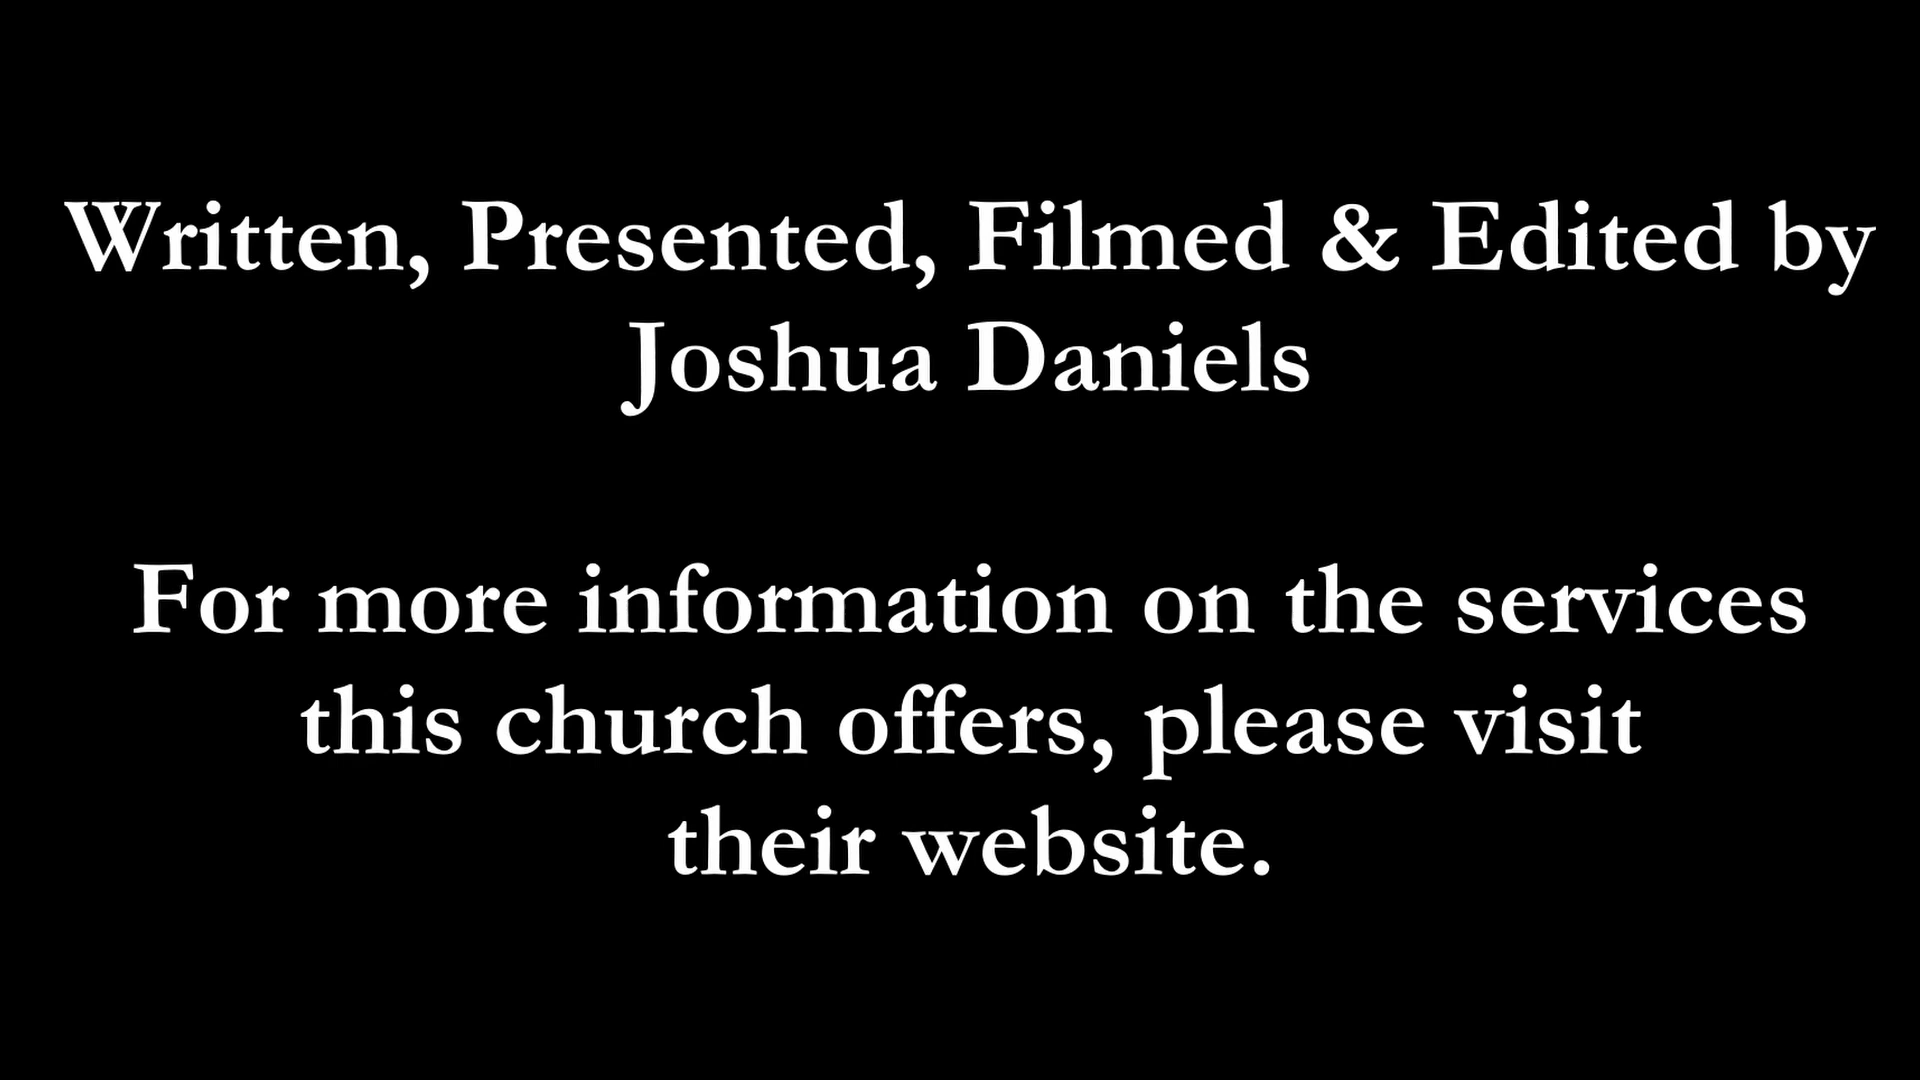 Written, Presented, Filmed & Edited by
Joshua Daniels
For more information on the services
this church offers, please visit
their website.